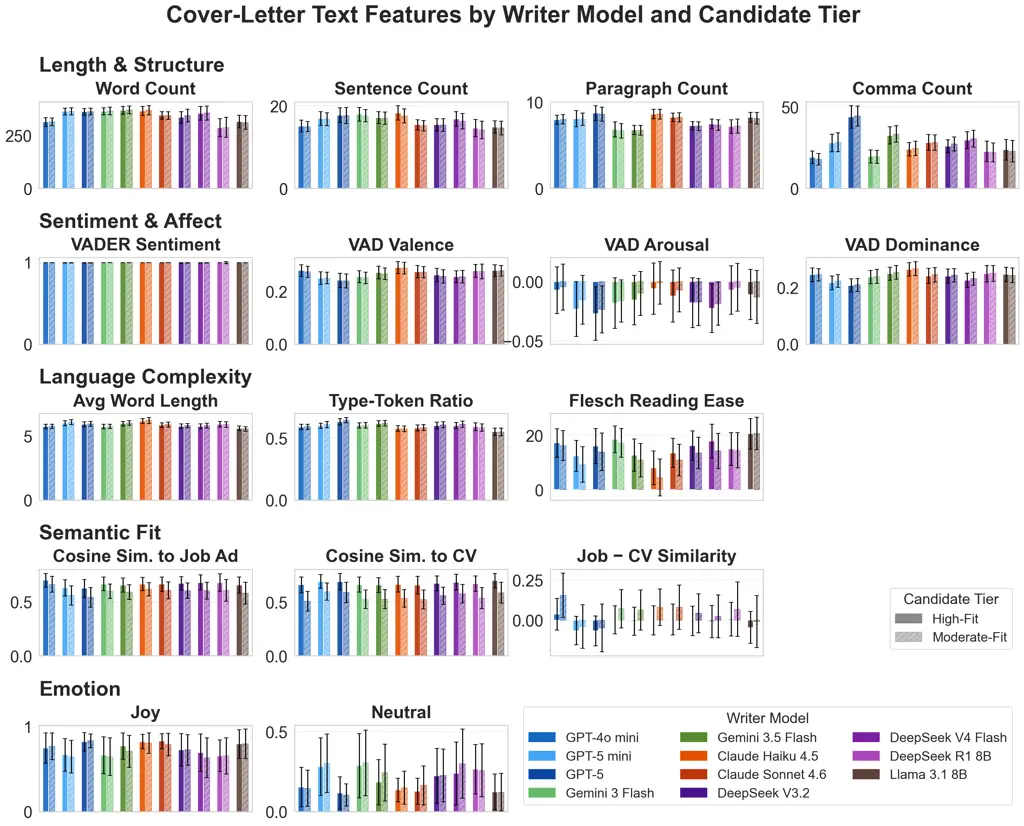 Cover-Letter Text Features by Writer Model and Candidate Tier
Length & Structure
Word Count
Sentence Count
Paragraph Count
Comma Count
250
0
20
0
10
0
50
0
Sentiment & Affect
VADER Sentiment
VAD Valence
VAD Arousal
VAD Dominance
1
0
0.2
0.0
0.00
−0.05
0.2
0.0
Language Complexity
Avg Word Length
Type-Token Ratio
Flesch Reading Ease
5
0
0.5
0.0
20
0
Semantic Fit
Cosine Sim. to Job Ad
Cosine Sim. to CV
Job − CV Similarity
0.5
0.0
0.5
0.0
0.25
0.00
Candidate Tier
High-Fit
Moderate-Fit
Emotion
Joy
Neutral
1
0
0.5
0.0
Writer Model
GPT-4o mini
GPT-5 mini
GPT-5
Gemini 3 Flash
Gemini 3.5 Flash
Claude Haiku 4.5
Claude Sonnet 4.6
DeepSeek V3.2
DeepSeek V4 Flash
DeepSeek R1 8B
Llama 3.1 8B